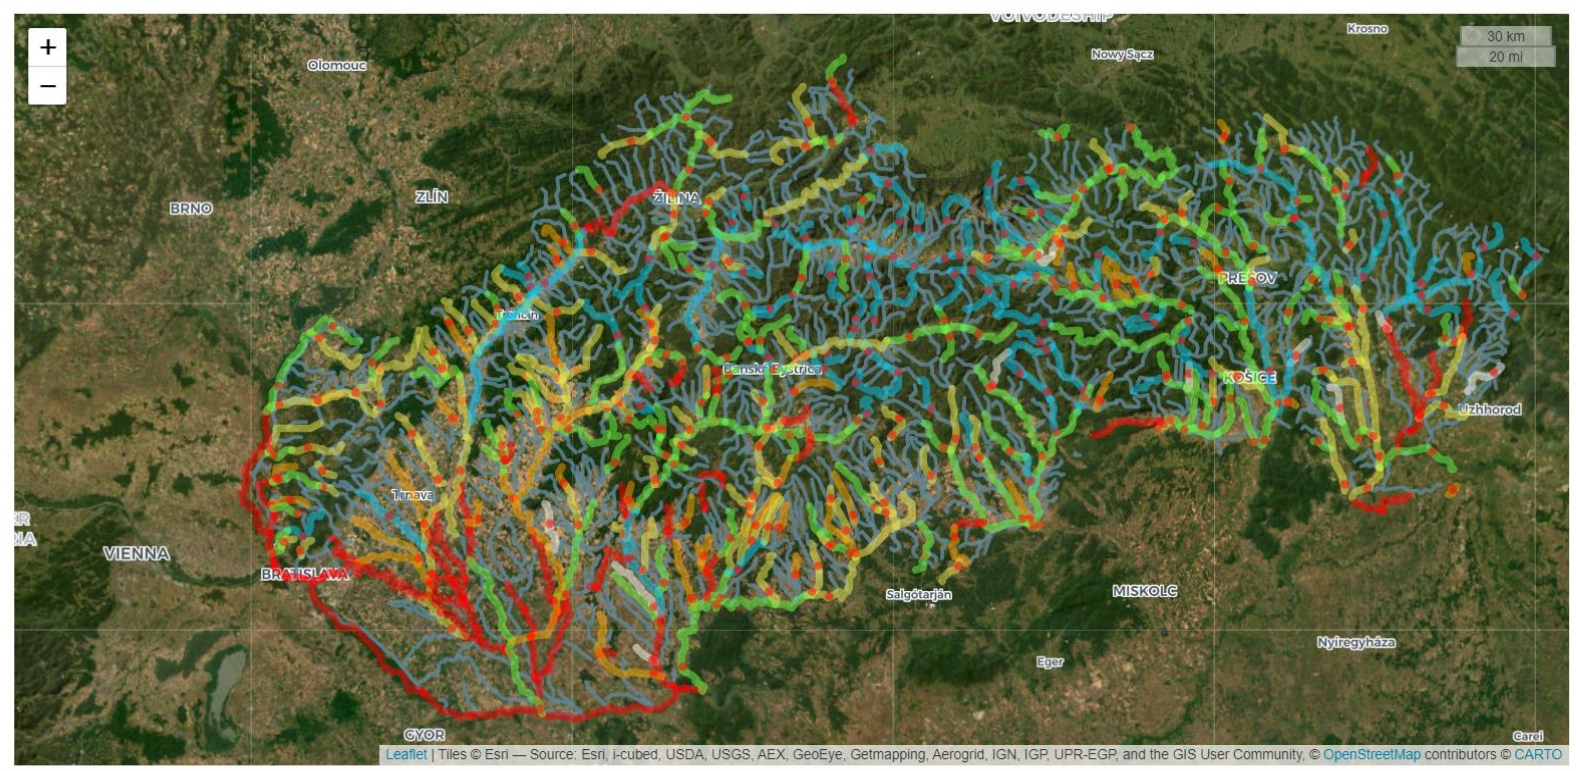 VOIVODESHIP
Krosno
+
30 km
Nowy Sącz
20 mi
Olomouc
−
ZLÍN
ŽILINA
BRNO
PREŠOV
Trenčín
Banská Bystrica
KOŠICE
Uzhhorod
Trnava
VIENNA
BRATISLAVA
Salgótarján
MISKOLC
Nyíregyháza
Eger
GYOR
Carei
Leaflet | Tiles © Esri — Source: Esri, i-cubed, USDA, USGS, AEX, GeoEye, Getmapping, Aerogrid, IGN, IGP, UPR-EGP, and the GIS User Community, © OpenStreetMap contributors © CARTO